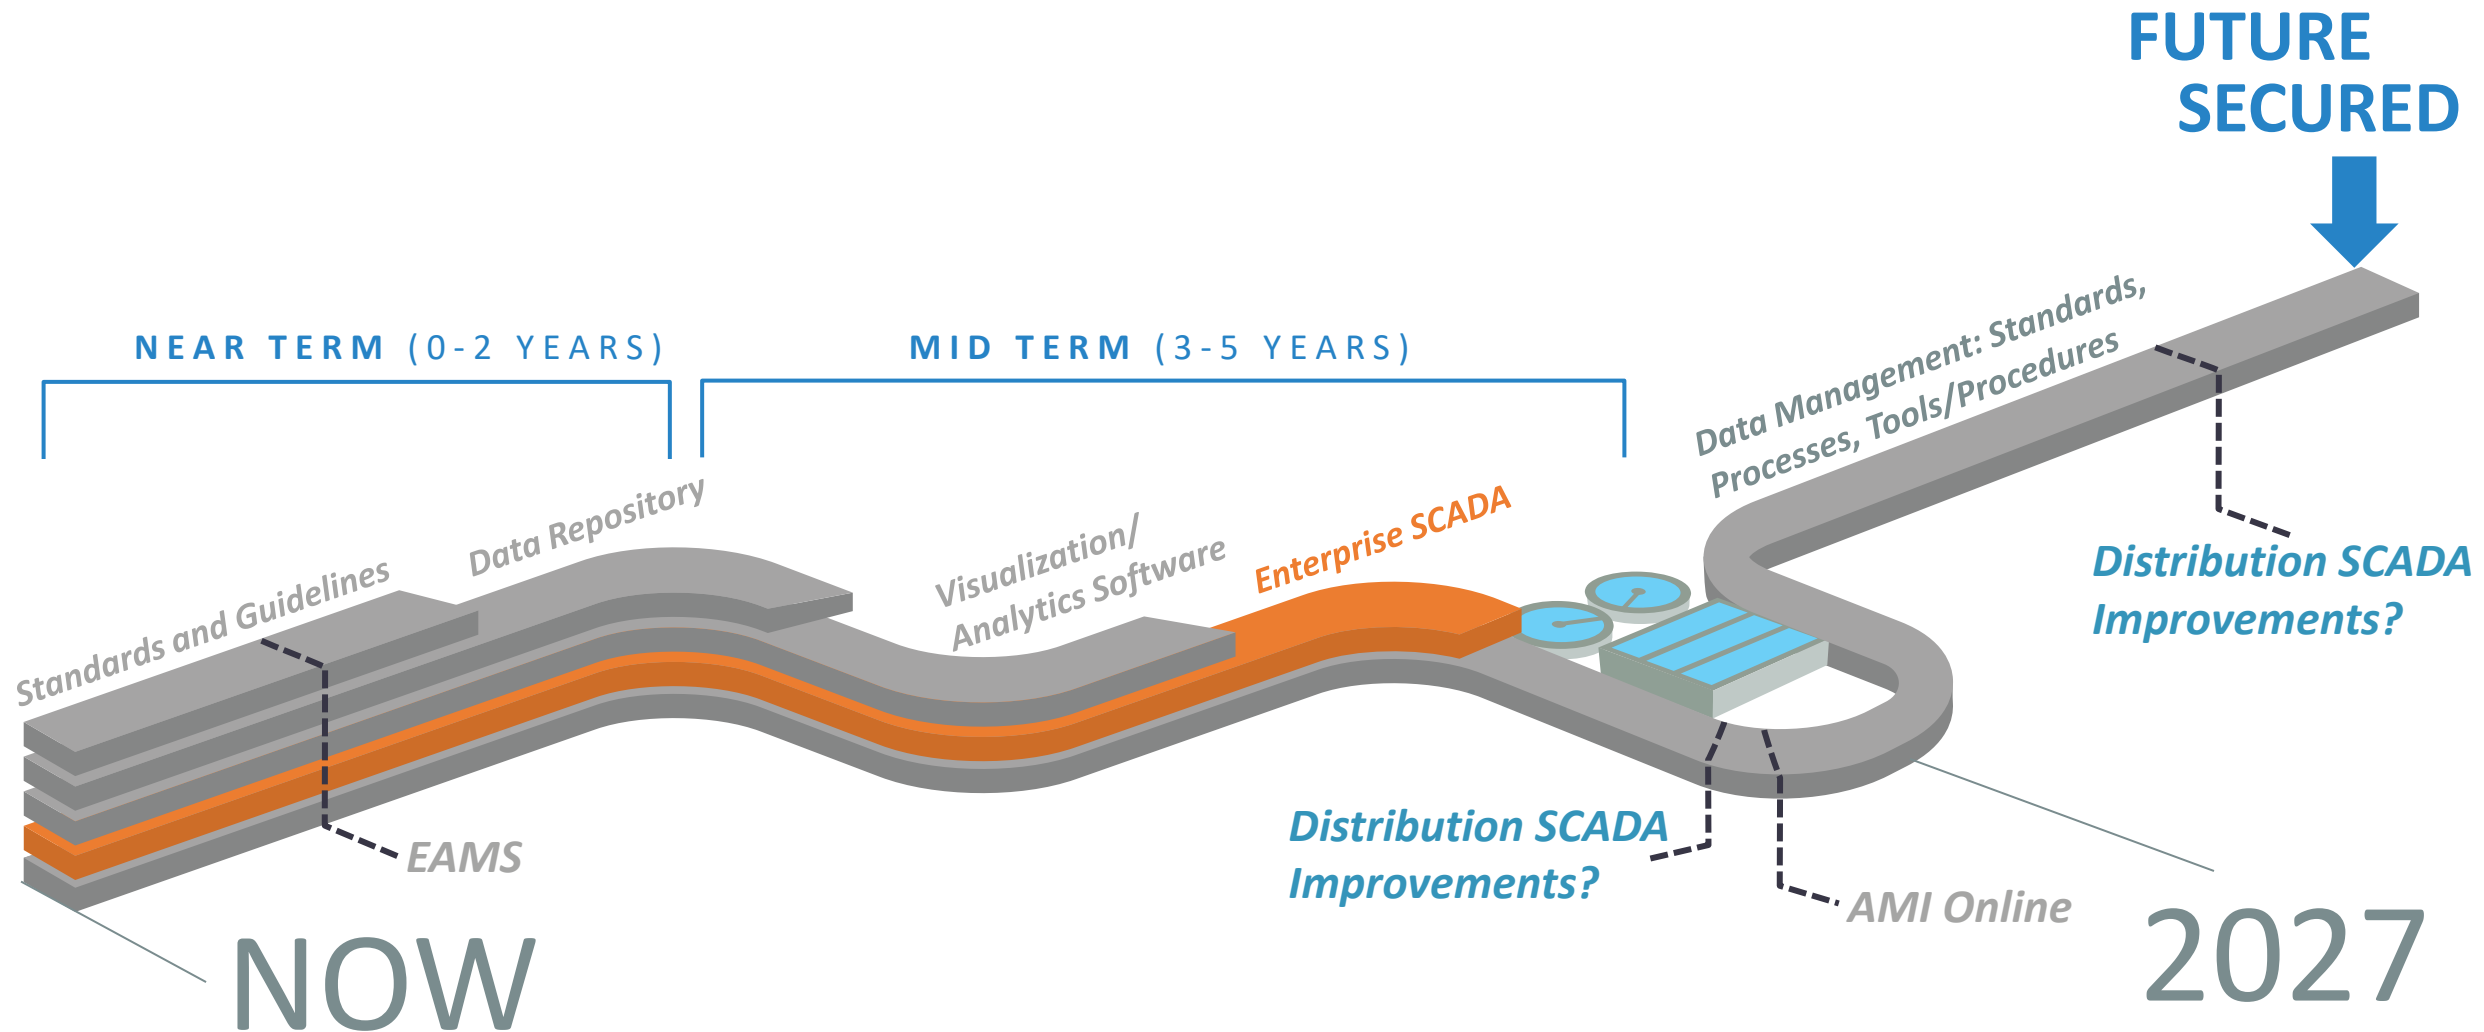 FUTURE
SECURED
NEAR TERM (0-2 YEARS)
MID TERM (3-5 YEARS)
Standards and Guidelines
Data Repository
Visualization/
Analytics Software
Enterprise SCADA
Data Management: Standards,
Processes, Tools/Procedures
Distribution SCADA
Improvements?
EAMS
Distribution SCADA
Improvements?
AMI Online
NOW
2027